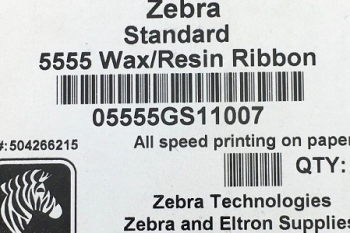 Zebra
Standard
5555 Wax/Resin Ribbon
05555GS11007
#:504266215 All speed printing on paper
QTY:
Zebra Technologies
Zebra and Eltron Supplies